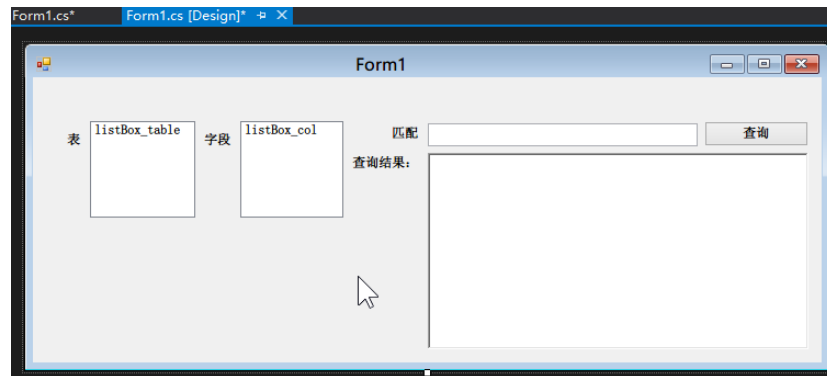 Form1.cs*
Form1.cs [Design]*
Form1
表
listBox_table
字段
listBox_col
匹配
查询
查询结果: